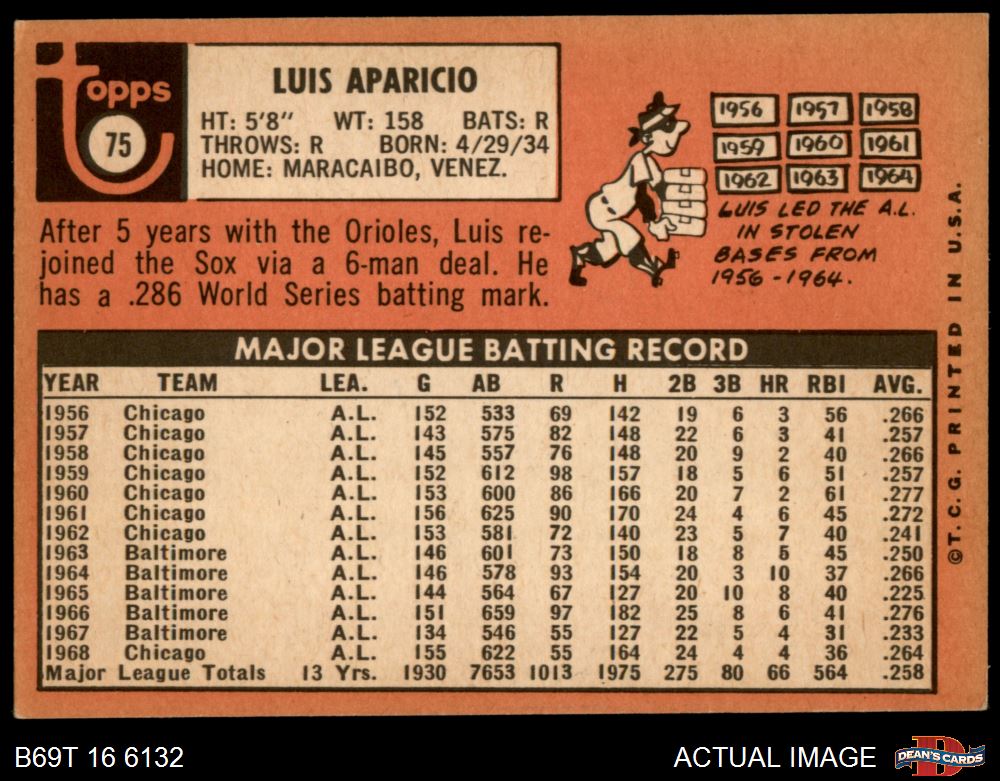 Topps
75
LUIS APARICIO
HT: 5'8" WT: 158 BATS: R
THROWS: R BORN: 4/29/34
HOME: MARACAIBO, VENEZ.
After 5 years with the Orioles, Luis re-
joined the Sox via a 6-man deal. He
has a .286 World Series batting mark.
1956 1957 1958
1959 1960 1961
1962 1963 1964
LUIS LED THE A.L.
IN STOLEN
BASES FROM
1956-1964.
MAJOR LEAGUE BATTING RECORD
YEAR TEAM LEA. G AB R H 2B 3B HR RBI AVG.
1956 Chicago A.L. 152 533 69 142 19 6 3 56 .266
1957 Chicago A.L. 143 575 82 148 22 6 3 41 .257
1958 Chicago A.L. 145 557 76 148 20 9 2 40 .266
1959 Chicago A.L. 152 612 98 157 18 5 6 51 .257
1960 Chicago A.L. 153 600 86 166 20 7 2 61 .277
1961 Chicago A.L. 156 625 90 170 24 4 6 45 .272
1962 Chicago A.L. 153 581 72 140 23 5 7 40 .241
1963 Baltimore A.L. 146 601 73 150 18 8 5 45 .250
1964 Baltimore A.L. 146 578 93 154 20 3 10 37 .266
1965 Baltimore A.L. 144 564 67 127 20 10 8 40 .225
1966 Baltimore A.L. 151 659 97 182 25 8 6 41 .276
1967 Baltimore A.L. 134 546 55 127 22 5 4 31 .233
1968 Chicago A.L. 155 622 55 164 24 4 4 36 .264
Major League Totals 13 Yrs. 1930 7653 1013 1975 275 80 66 564 .258
©T.C.G. PRINTED IN U.S.A.
B69T 16 6132
ACTUAL IMAGE
D
DEAN'S CARDS